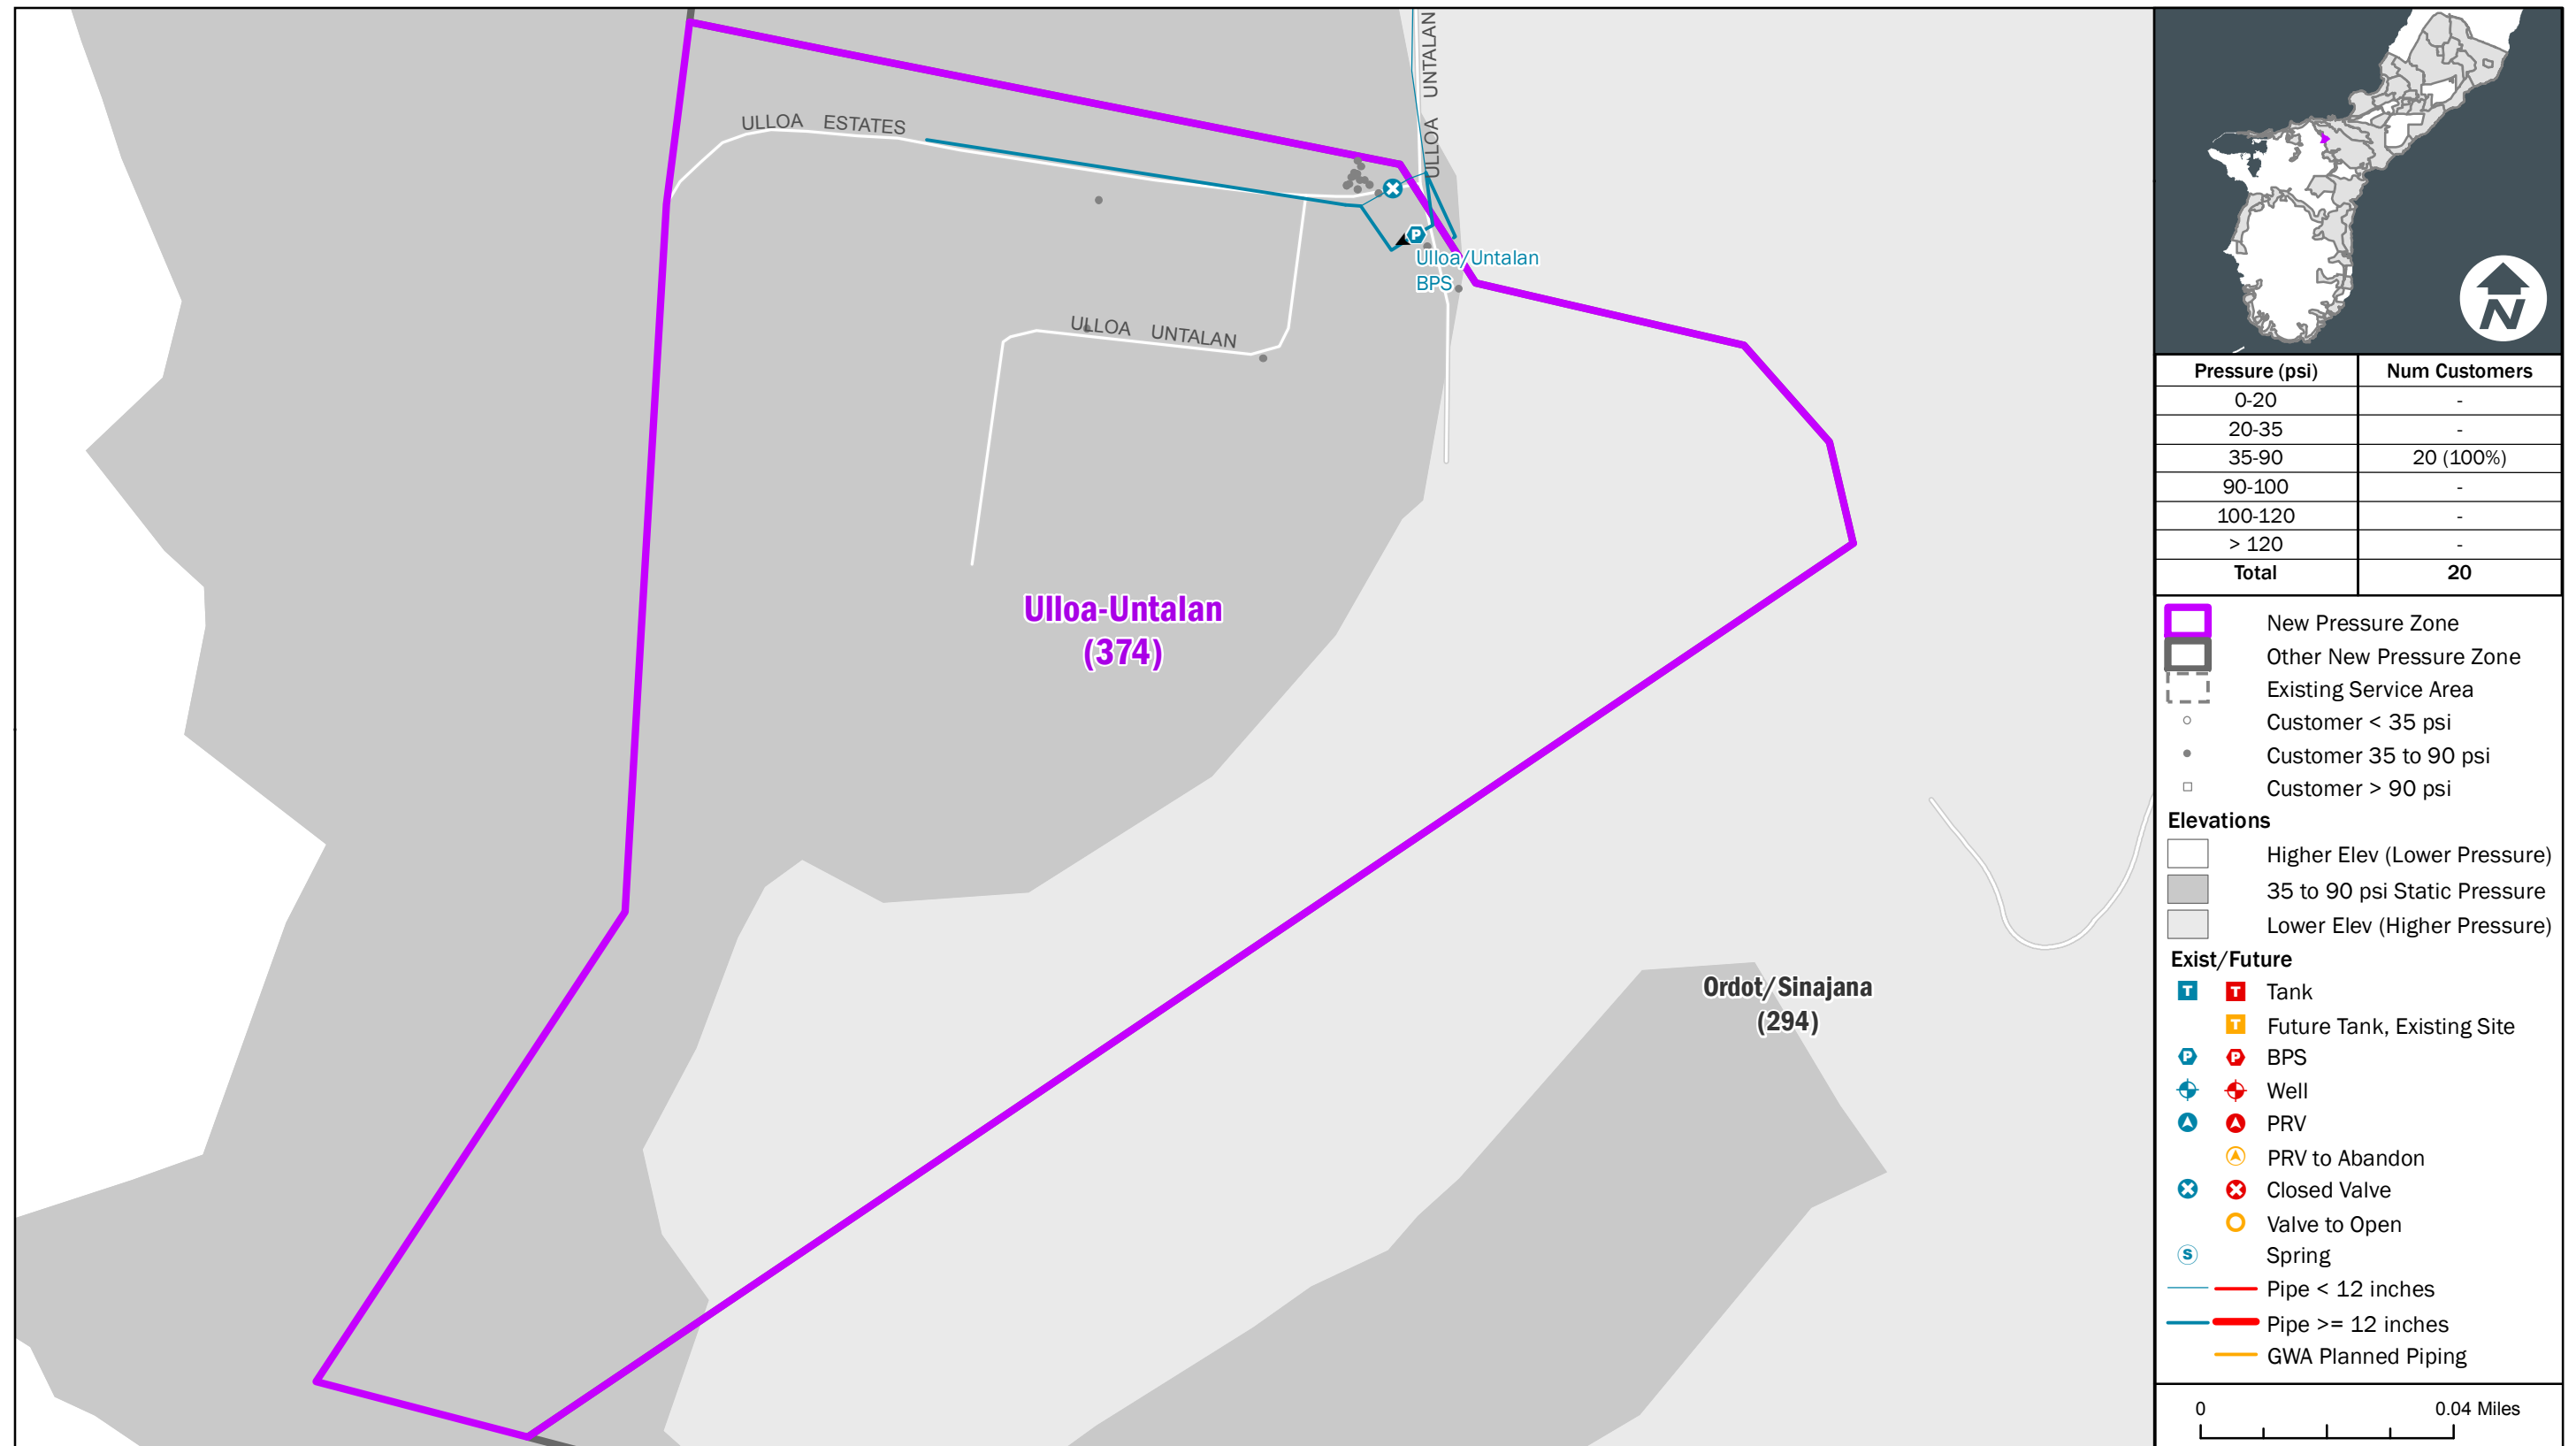 ULLOA UNTALAN
ULLOA ESTATES
P
Ulloa/Untalan
BPS
ULLOA UNTALAN
Ulloa-Untalan
(374)
Ordot/Sinajana
(294)
N
Pressure (psi) Num Customers
0-20 -
20-35 -
35-90 20 (100%)
90-100 -
100-120 -
> 120 -
Total 20
New Pressure Zone
Other New Pressure Zone
Existing Service Area
Customer < 35 psi
Customer 35 to 90 psi
Customer > 90 psi
Elevations
Higher Elev (Lower Pressure)
35 to 90 psi Static Pressure
Lower Elev (Higher Pressure)
Exist/Future
T T Tank
T Future Tank, Existing Site
P P BPS
Well
PRV
PRV to Abandon
Closed Valve
Valve to Open
S Spring
Pipe < 12 inches
Pipe >= 12 inches
GWA Planned Piping
0 0.04 Miles